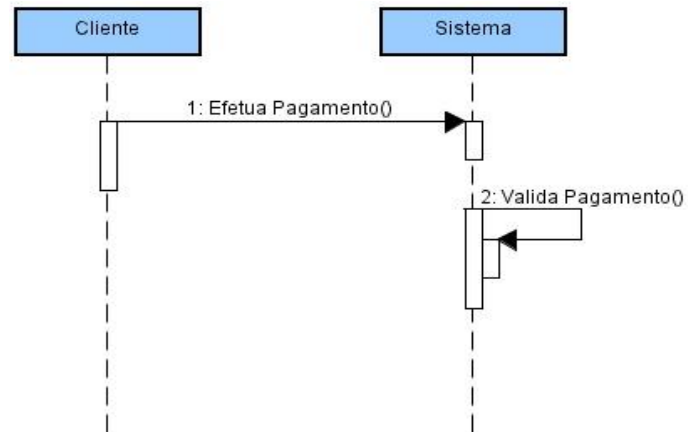 Cliente
Sistema
1: Efetua Pagamento()
2: Valida Pagamento()